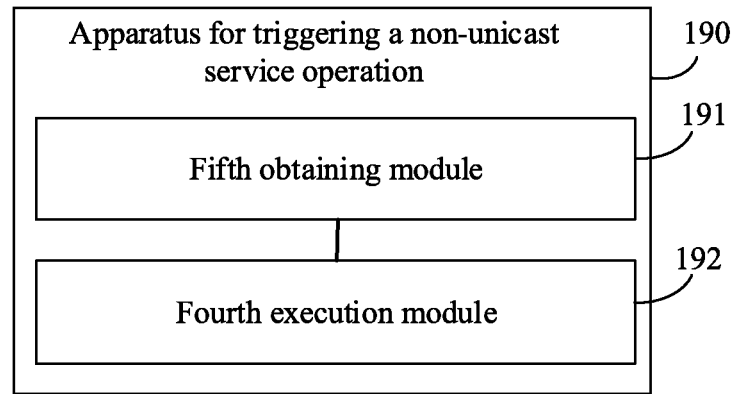 Apparatus for triggering a non-unicast
service operation
190
191
Fifth obtaining module
192
Fourth execution module